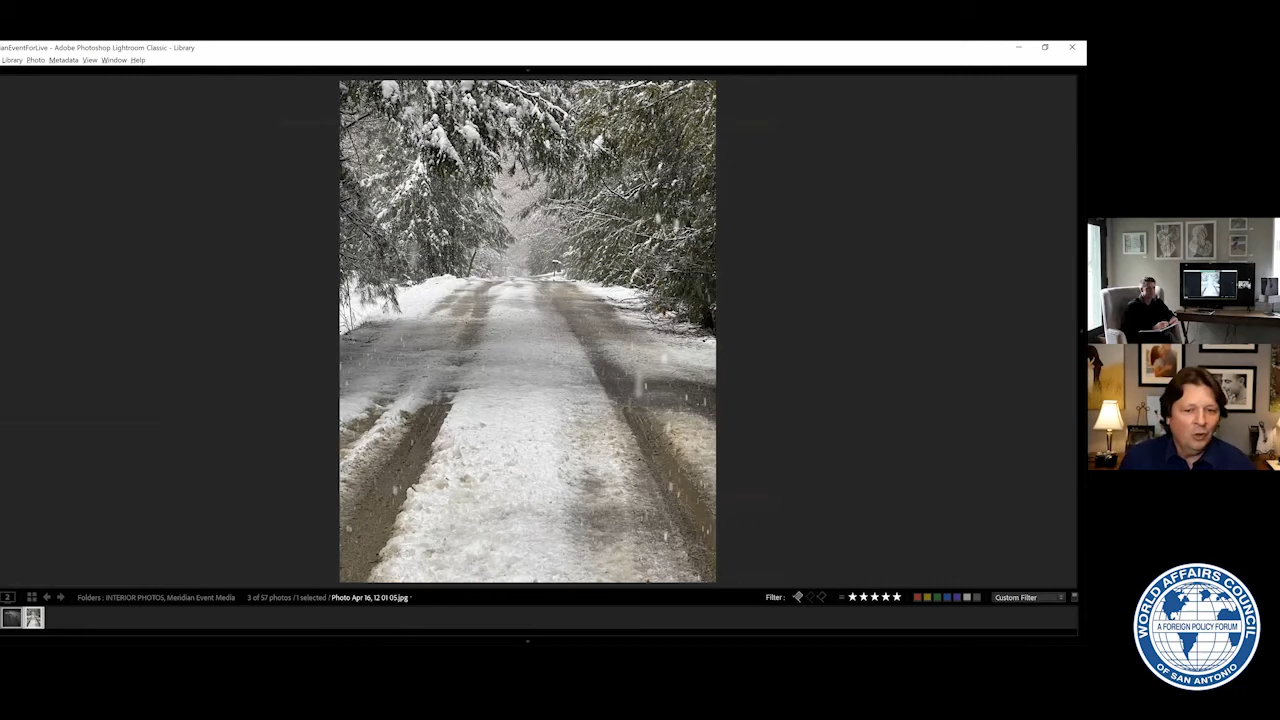 anEventForLive - Adobe Photoshop Lightroom Classic - Library
Library Photo Metadata View Window Help
2 Folders : INTERIOR PHOTOS, Meridian Event Media 3 of 57 photos / 1 selected / Photo Apr 16, 12 01 05.jpg Filter : Custom Filter
WORLD AFFAIRS COUNCIL
A FOREIGN POLICY FORUM
OF SAN ANTONIO